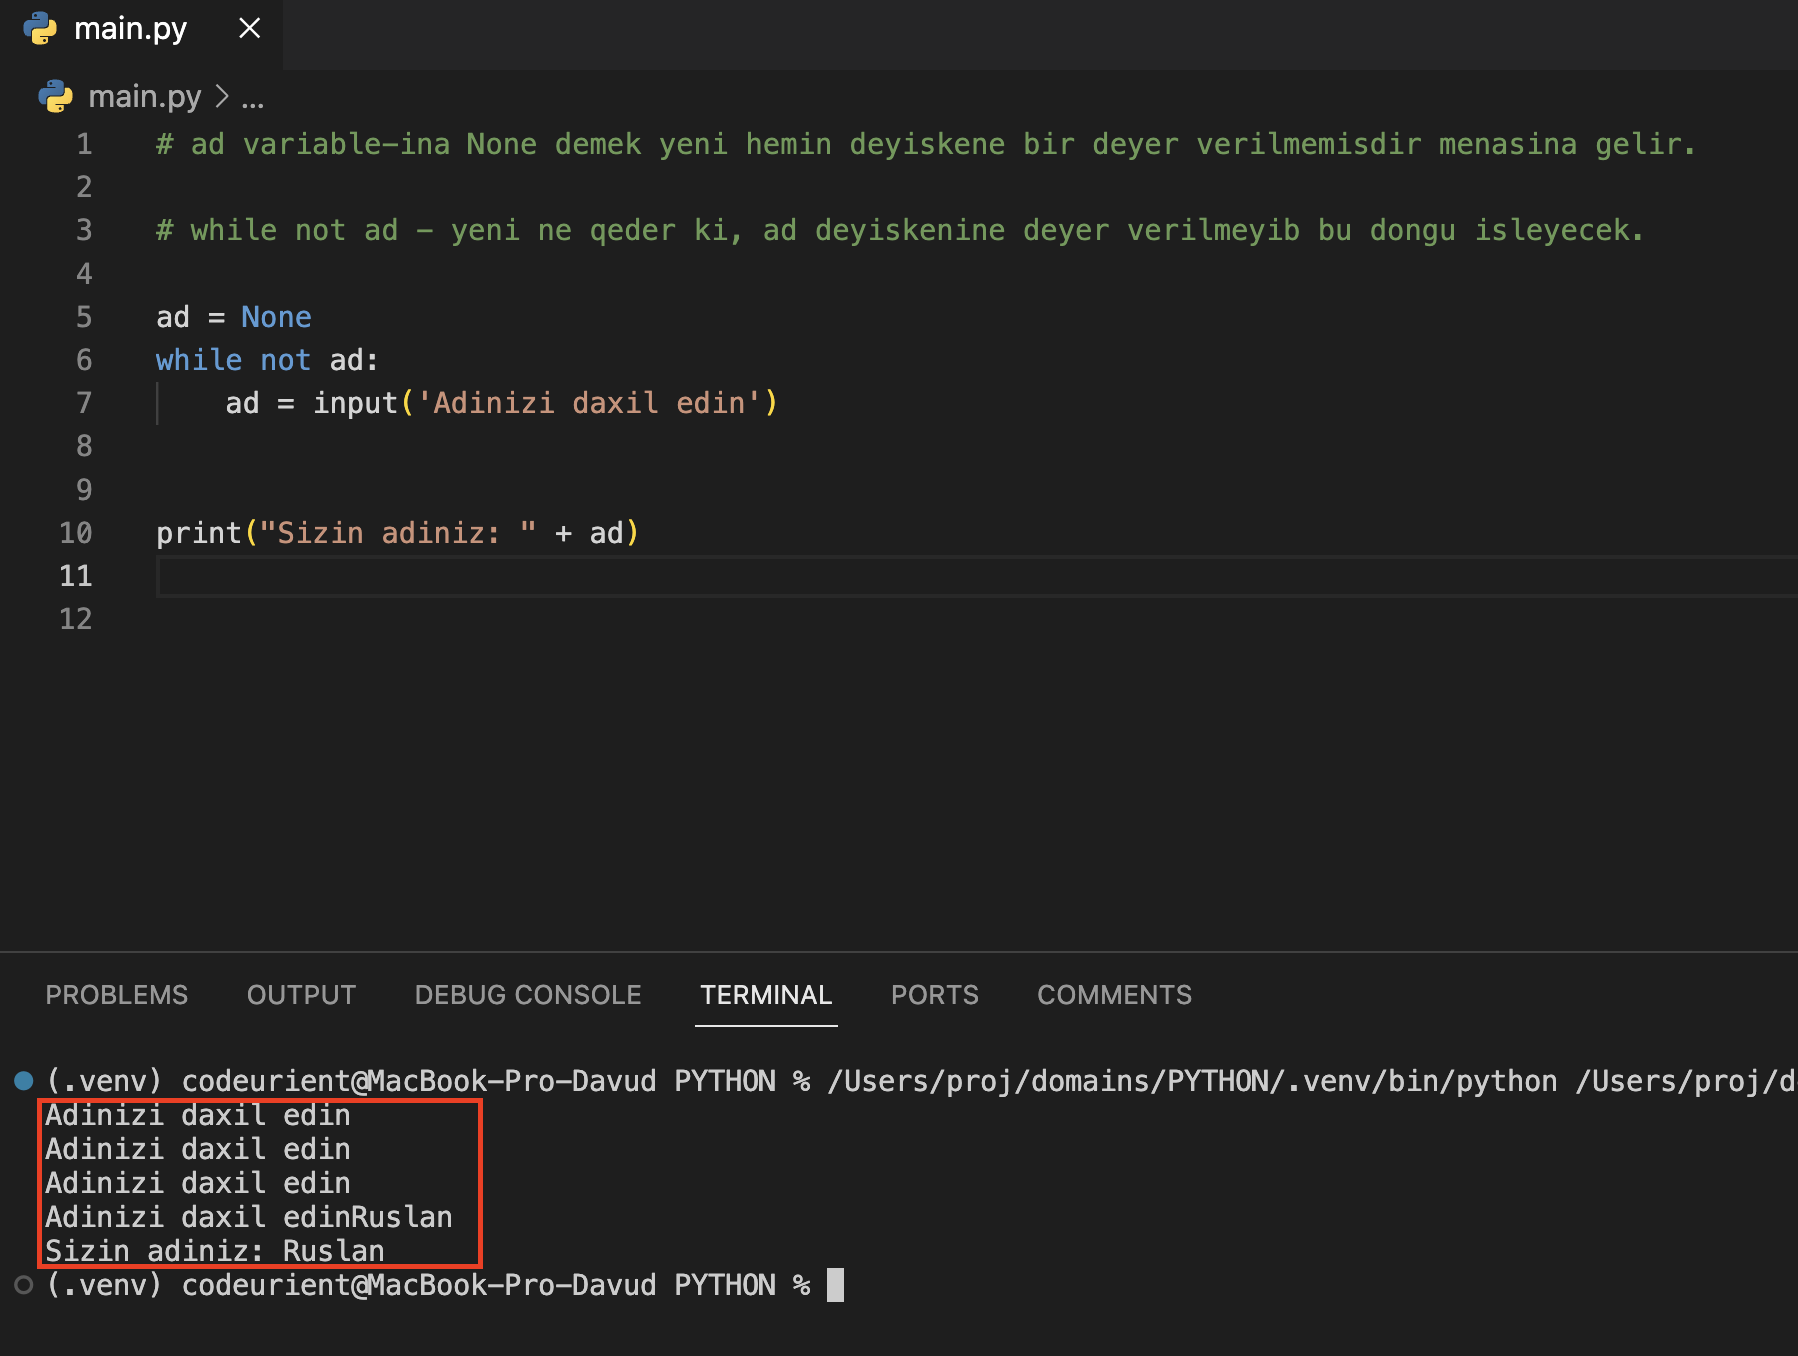 main.py
main.py > ...
1 # ad variable-ina None demek yeni hemin deyiskene bir deyer verilmemisdir menasina gelir.
2
3 # while not ad - yeni ne qeder ki, ad deyiskenine deyer verilmeyib bu dongu isleyecek.
4
5 ad = None
6 while not ad:
7     ad = input('Adinizi daxil edin')
8
9
10 print("Sizin adiniz: " + ad)
11
12
PROBLEMS OUTPUT DEBUG CONSOLE TERMINAL PORTS COMMENTS
(.venv) codeurient@MacBook-Pro-Davud PYTHON % /Users/proj/domains/PYTHON/.venv/bin/python /Users/proj/d
Adinizi daxil edin
Adinizi daxil edin
Adinizi daxil edin
Adinizi daxil edinRuslan
Sizin adiniz: Ruslan
(.venv) codeurient@MacBook-Pro-Davud PYTHON %